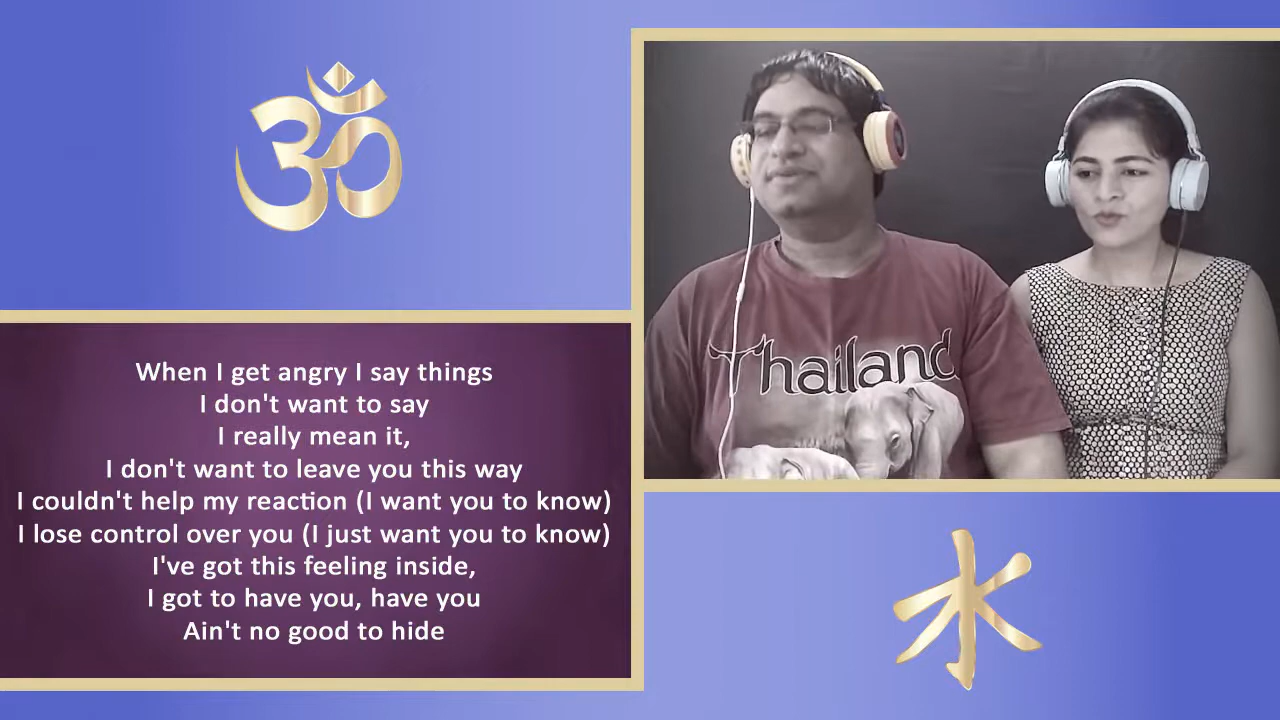 ॐ
When I get angry I say things
I don't want to say
I really mean it,
I don't want to leave you this way
I couldn't help my reaction (I want you to know)
I lose control over you (I just want you to know)
I've got this feeling inside,
I got to have you, have you
Ain't no good to hide
Thailand
水